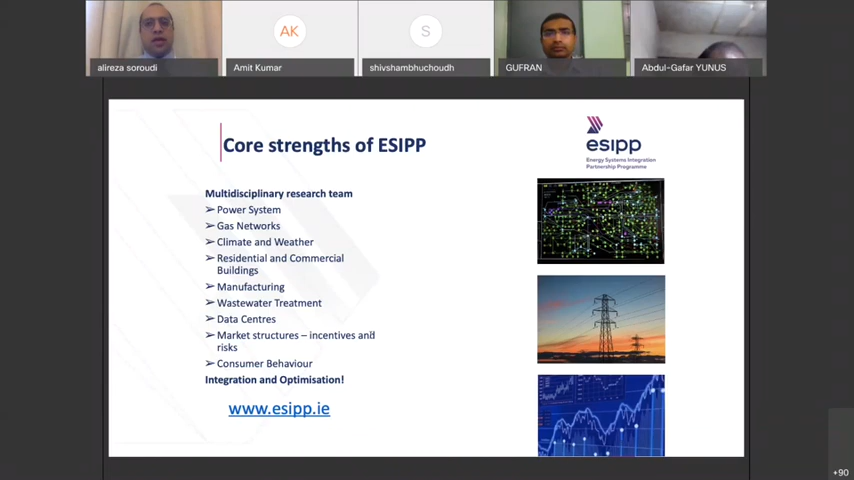 AK
S
alireza soroudi
Amit Kumar
shivshambhuchoudh
GUFRAN
Abdul-Gafar YUNUS
Core strengths of ESIPP
esipp
Energy Systems Integration
Partnership Programme
Multidisciplinary research team
➢ Power System
➢ Gas Networks
➢ Climate and Weather
➢ Residential and Commercial
Buildings
➢ Manufacturing
➢ Wastewater Treatment
➢ Data Centres
➢ Market structures – incentives and
risks
➢ Consumer Behaviour
Integration and Optimisation!
www.esipp.ie
+90